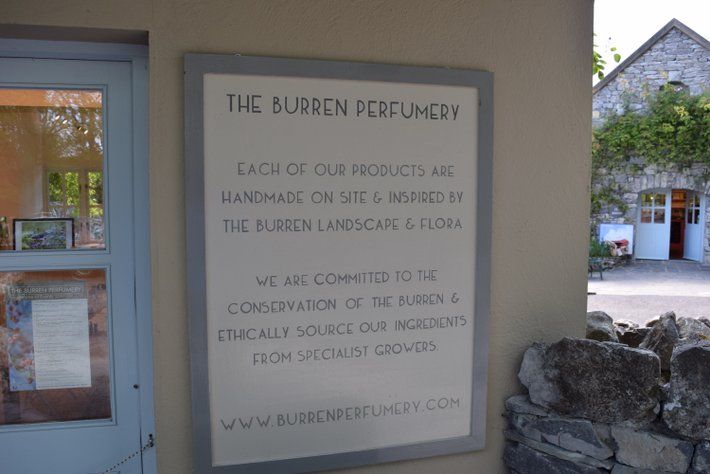 THE BURREN PERFUMERY
EACH OF OUR PRODUCTS ARE
HANDMADE ON SITE & INSPIRED BY
THE BURREN LANDSCAPE & FLORA
WE ARE COMMITTED TO THE
CONSERVATION OF THE BURREN &
ETHICALLY SOURCE OUR INGREDIENTS
FROM SPECIALIST GROWERS.
WWW.BURRENPERFUMERY.COM
THE BURREN PERFUMERY